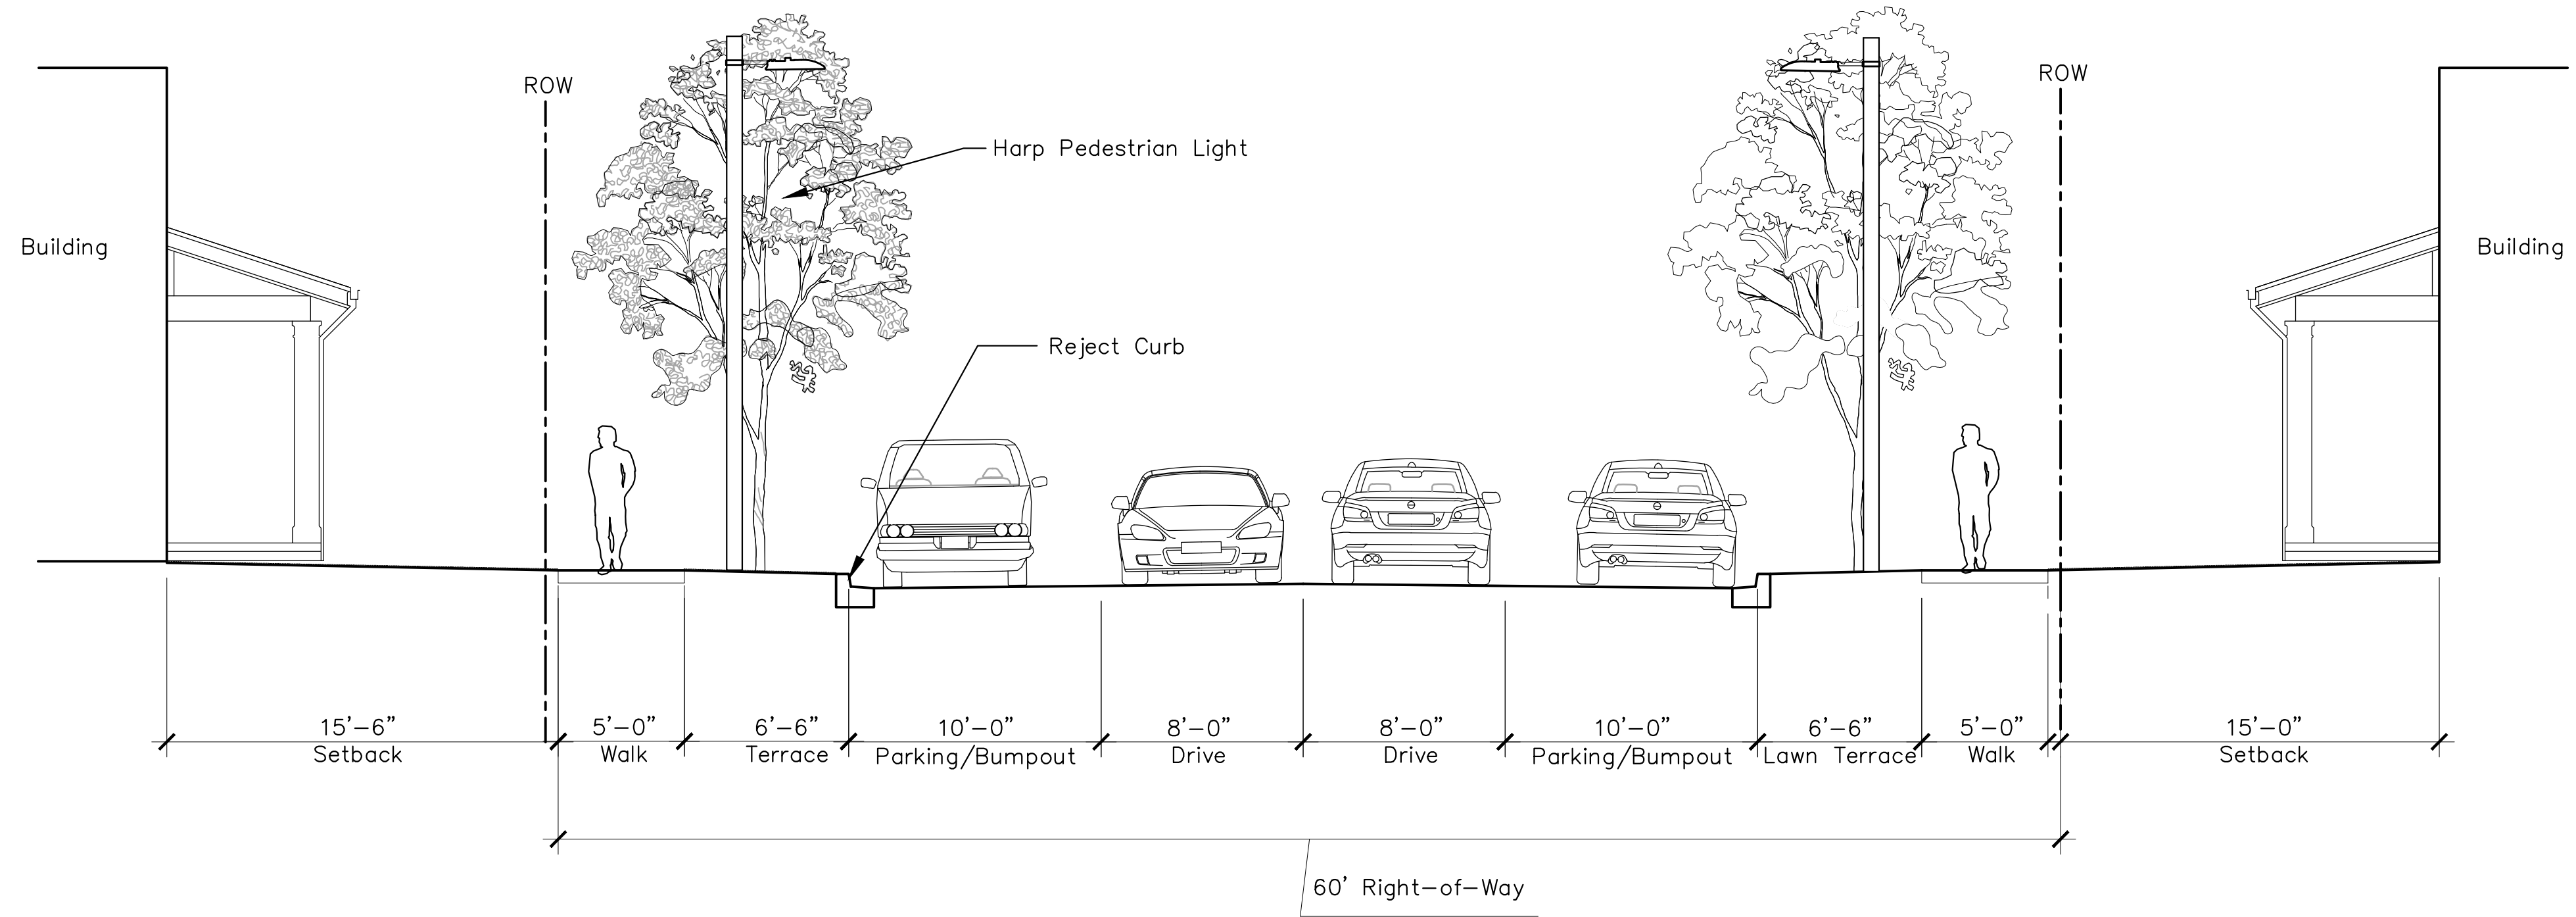 ROW
ROW
Harp Pedestrian Light
Building
Building
Reject Curb
15'-6" 5'-0" 6'-6" 10'-0" 8'-0" 8'-0" 10'-0" 6'-6" 5'-0" 15'-0"
Setback Walk Terrace Parking/Bumpout Drive Drive Parking/Bumpout Lawn Terrace Walk Setback
60' Right-of-Way